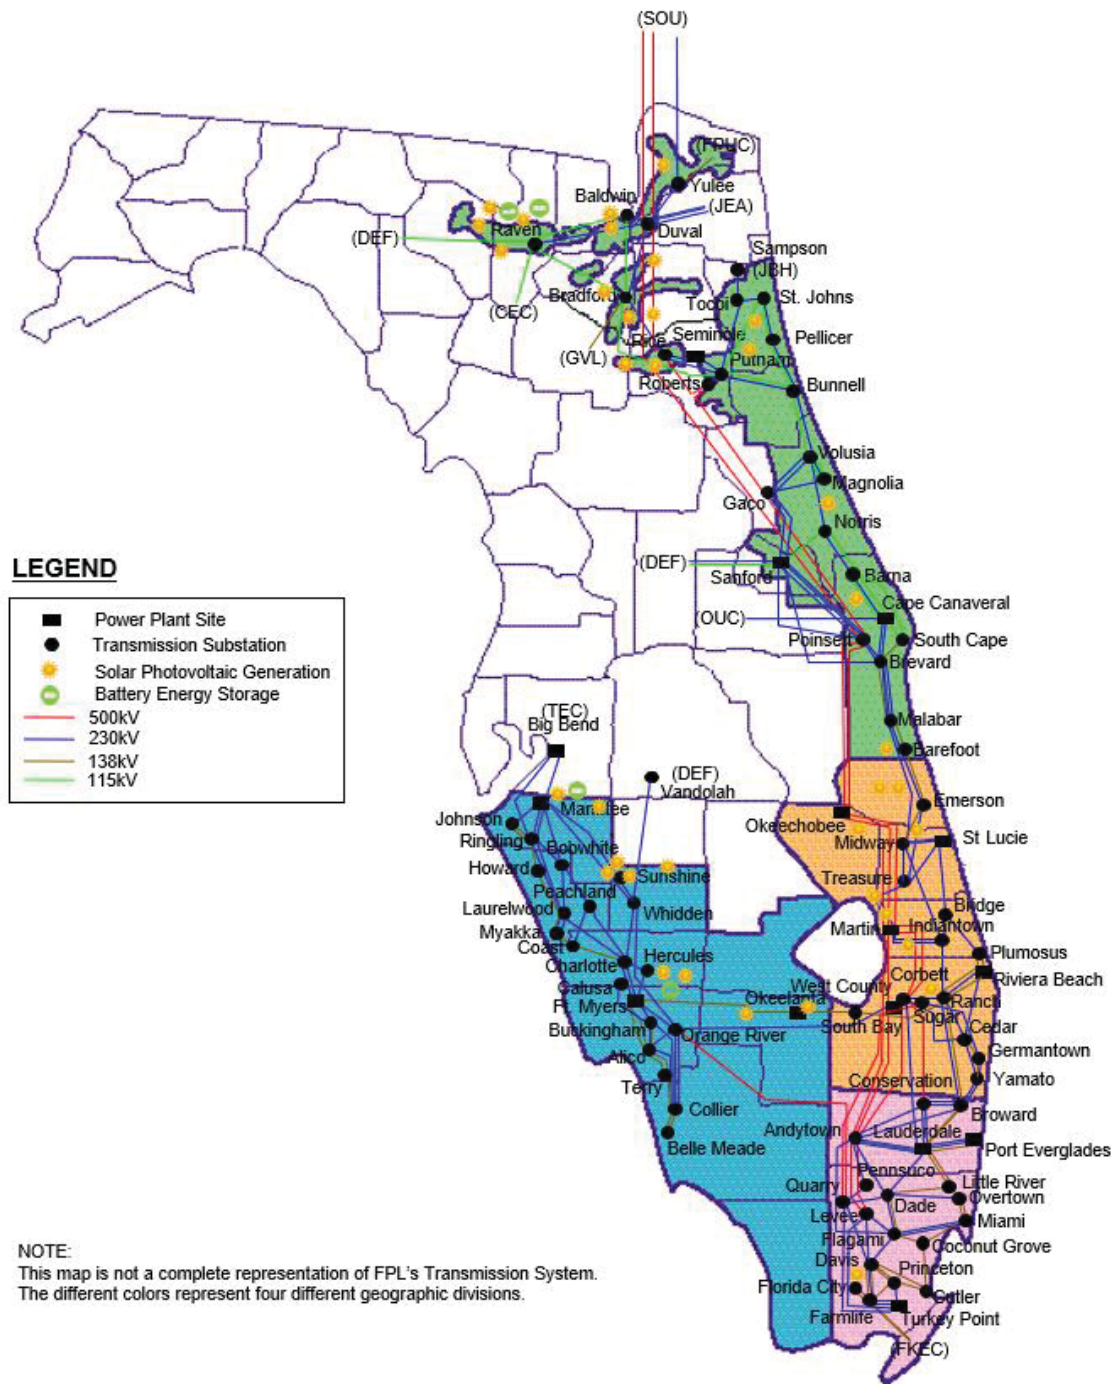 (SOU)
(FPUC)
Yulee
Baldwin
(JEA)
Raven
Duval
(DEF)
Sampson
(JBH)
Bradford
Tocoi
St. Johns
(CEC)
Seminole
Pellicer
Rice
(GVL)
Putnam
Roberts
Bunnell
Volusia
Magnolia
Gaco
Norris
LEGEND
(DEF)
Sanford
Barna
Cape Canaveral
Power Plant Site
(OUC)
Transmission Substation
Poinsett
South Cape
Solar Photovoltaic Generation
Brevard
Battery Energy Storage
500kV
(TEC)
Big Bend
Malabar
230kV
138kV
Barefoot
115kV
(DEF)
Vandolah
Manatee
Emerson
Johnson
Okeechobee
Ringling
Midway
St Lucie
Bobwhite
Howard
Sunshine
Treasure
Peachland
Laurelwood
Whidden
Bridge
Myakka
Martin
Indiantown
Coast
Hercules
Plumosus
Charlotte
Corbett
Riviera Beach
Calusa
West County
Ft. Myers
Okeelanta
Ranch
Buckingham
Orange River
South Bay
Sugar
Cedar
Alico
Germantown
Terry
Conservation
Yamato
Collier
Broward
Andytown
Lauderdale
Belle Meade
Port Everglades
Pennsuco
Quarry
Little River
Overtown
Dade
Levee
Miami
Flagami
Coconut Grove
Davis
Princeton
Florida City
Cutler
Farmlife
Turkey Point
(FKEC)
NOTE:
This map is not a complete representation of FPL's Transmission System.
The different colors represent four different geographic divisions.